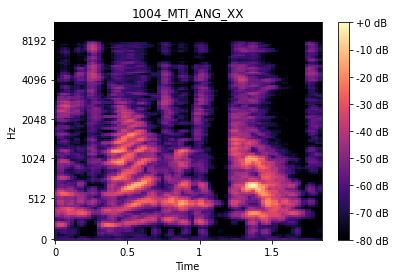 1004_MTI_ANG_XX
Hz
8192
4096
2048
1024
512
0
0
0.5
1
1.5
Time
+0 dB
-10 dB
-20 dB
-30 dB
-40 dB
-50 dB
-60 dB
-70 dB
-80 dB